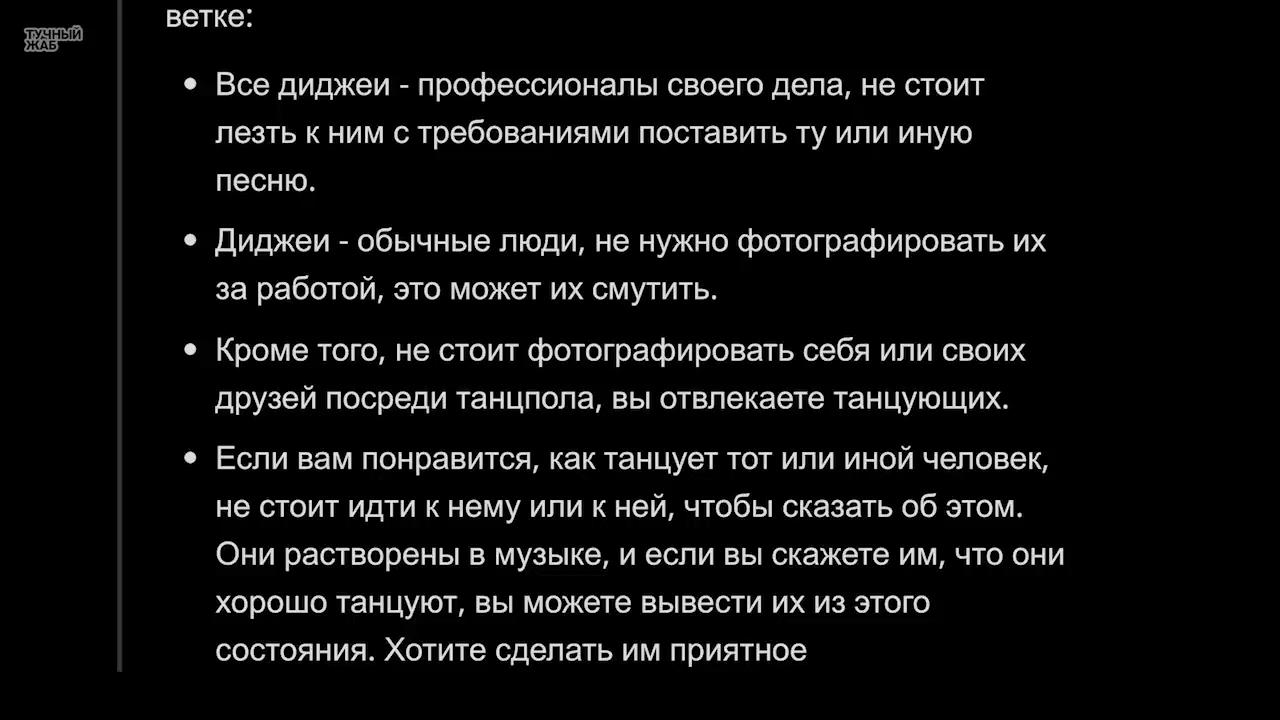 ТУЧНЫЙ
ЖАБ
ветке:
Все диджеи - профессионалы своего дела, не стоит
лезть к ним с требованиями поставить ту или иную
песню.
Диджеи - обычные люди, не нужно фотографировать их
за работой, это может их смутить.
Кроме того, не стоит фотографировать себя или своих
друзей посреди танцпола, вы отвлекаете танцующих.
Если вам понравится, как танцует тот или иной человек,
не стоит идти к нему или к ней, чтобы сказать об этом.
Они растворены в музыке, и если вы скажете им, что они
хорошо танцуют, вы можете вывести их из этого
состояния. Хотите сделать им приятное